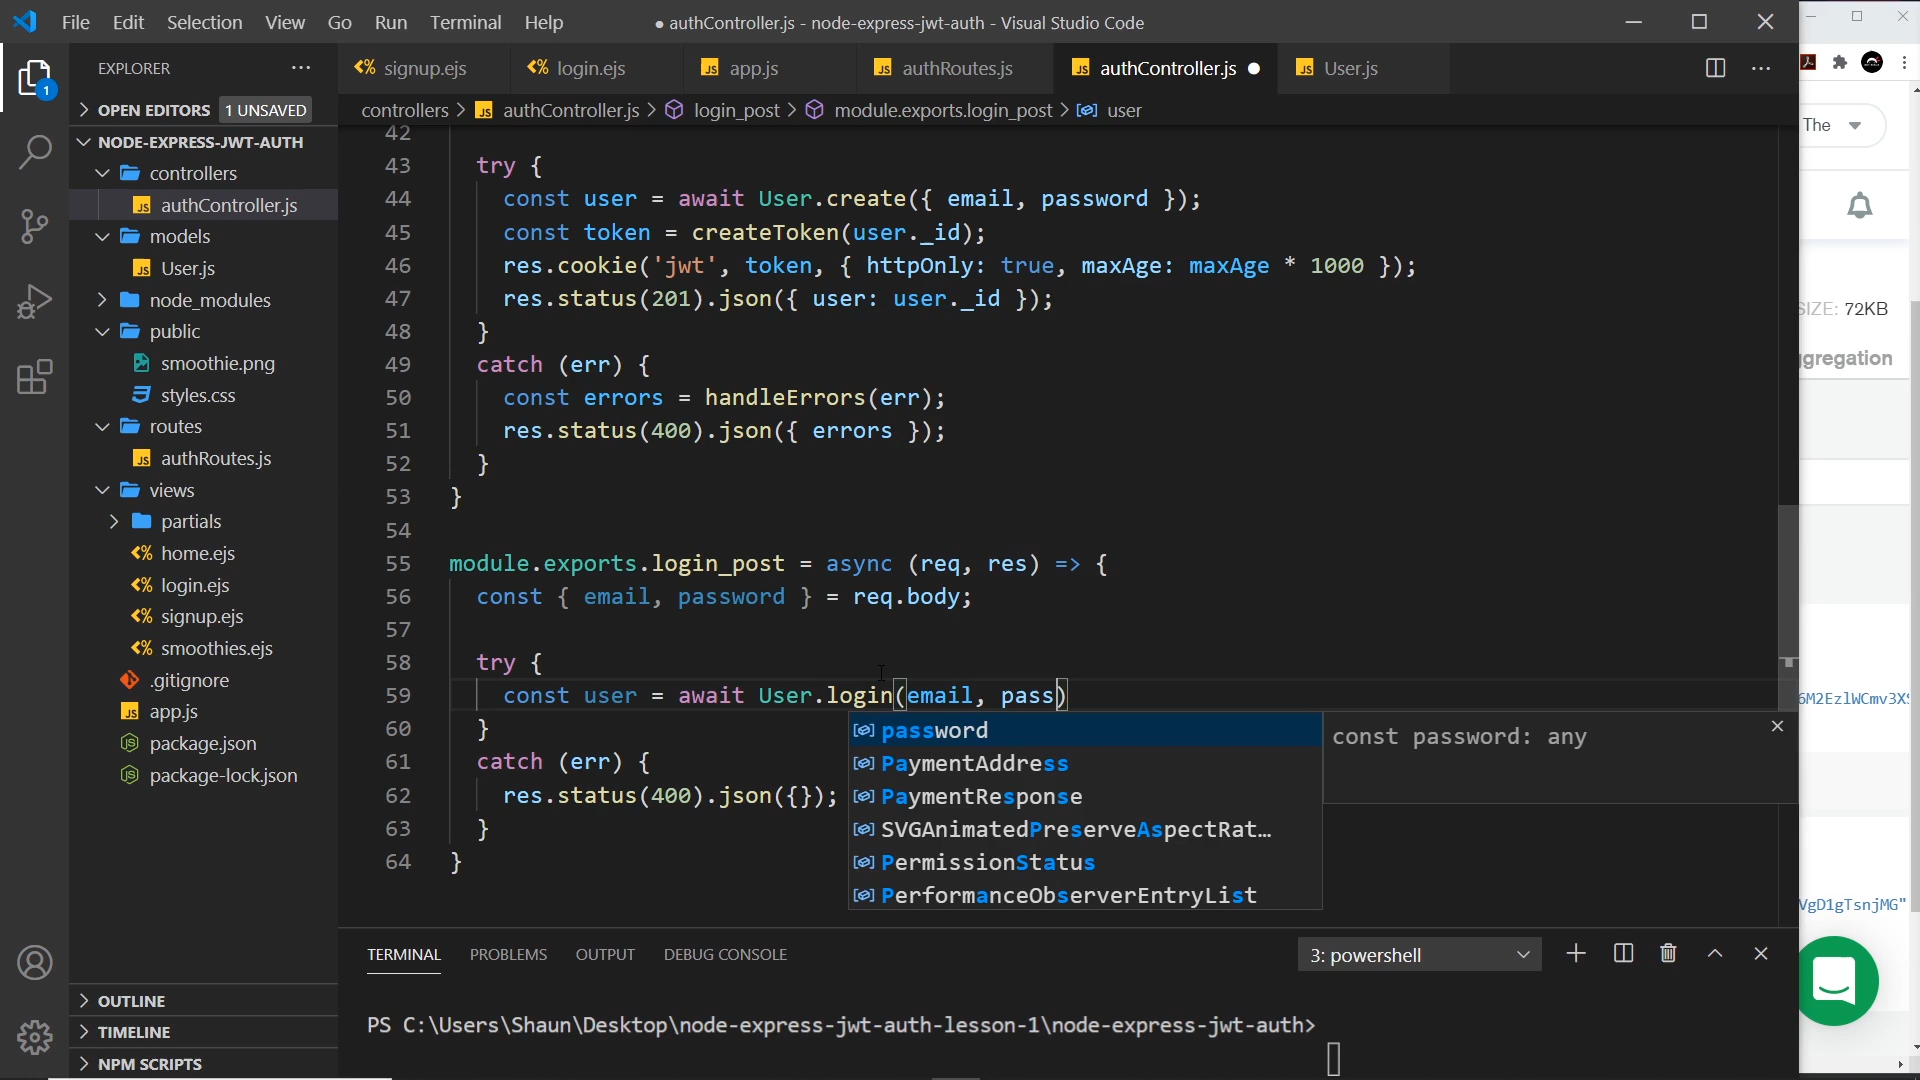 File Edit Selection View Go Run Terminal Help
● authController.js - node-express-jwt-auth - Visual Studio Code
EXPLORER
OPEN EDITORS 1 UNSAVED
NODE-EXPRESS-JWT-AUTH
controllers
authController.js
models
User.js
node_modules
public
smoothie.png
styles.css
routes
authRoutes.js
views
partials
home.ejs
login.ejs
signup.ejs
smoothies.ejs
.gitignore
app.js
package.json
package-lock.json
OUTLINE
TIMELINE
NPM SCRIPTS
1
signup.ejs login.ejs app.js authRoutes.js authController.js User.js
controllers > authController.js > login_post > module.exports.login_post > user
42
43 try {
44 const user = await User.create({ email, password });
45 const token = createToken(user._id);
46 res.cookie('jwt', token, { httpOnly: true, maxAge: maxAge * 1000 });
47 res.status(201).json({ user: user._id });
48 }
49 catch (err) {
50 const errors = handleErrors(err);
51 res.status(400).json({ errors });
52 }
53 }
54
55 module.exports.login_post = async (req, res) => {
56 const { email, password } = req.body;
57
58 try {
59 const user = await User.login(email, pass)
60 }
61 catch (err) {
62 res.status(400).json({});
63 }
64 }
password
PaymentAddress
PaymentResponse
SVGAnimatedPreserveAspectRat…
PermissionStatus
PerformanceObserverEntryList
const password: any
TERMINAL PROBLEMS OUTPUT DEBUG CONSOLE
3: powershell
PS C:\Users\Shaun\Desktop\node-express-jwt-auth-lesson-1\node-express-jwt-auth>
The
SIZE: 72KB
ggregation
VgD1gTsnjMG"